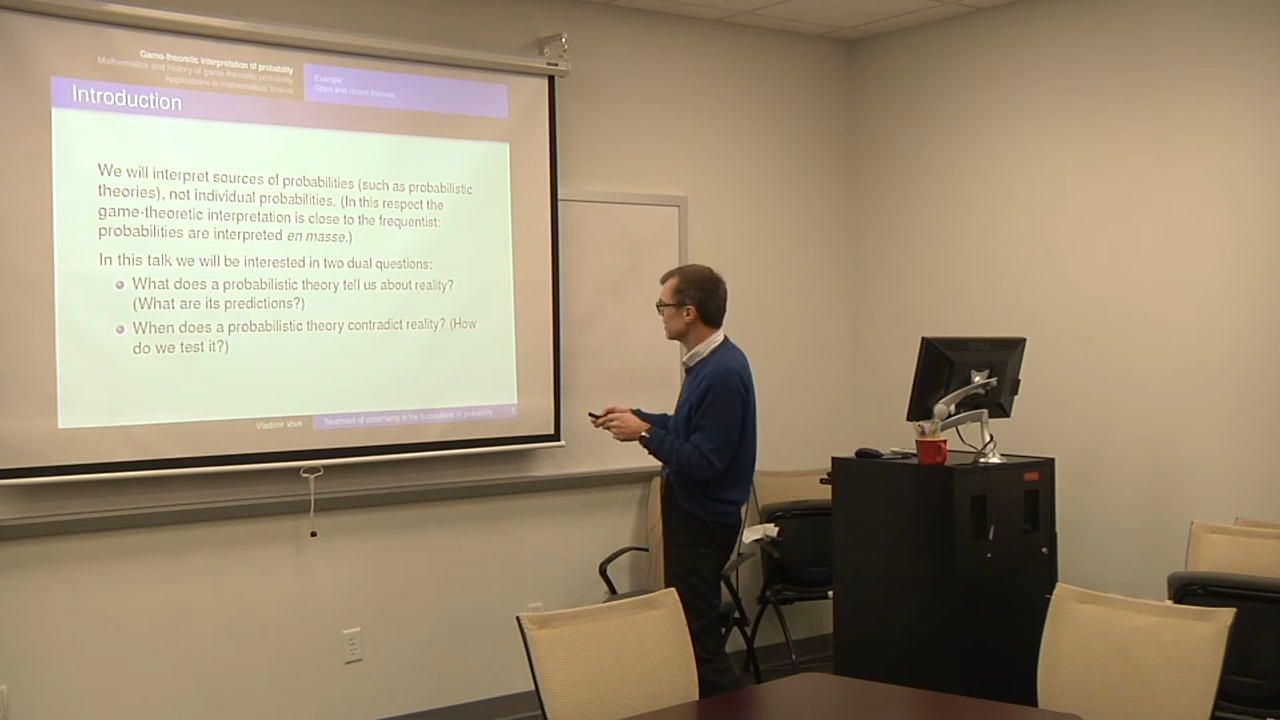 Game-theoretic interpretation of probability
Mathematics and history of game-theoretic probability
Applications in mathematical finance
Example
Open and closed theories
Introduction
We will interpret sources of probabilities (such as probabilistic
theories), not individual probabilities. (In this respect the
game-theoretic interpretation is close to the frequentist:
probabilities are interpreted en masse.)
In this talk we will be interested in two dual questions:
What does a probabilistic theory tell us about reality?
(What are its predictions?)
When does a probabilistic theory contradict reality? (How
do we test it?)
Vladimir Vovk
Treatment of uncertainty in the foundations of probability
5
DELL